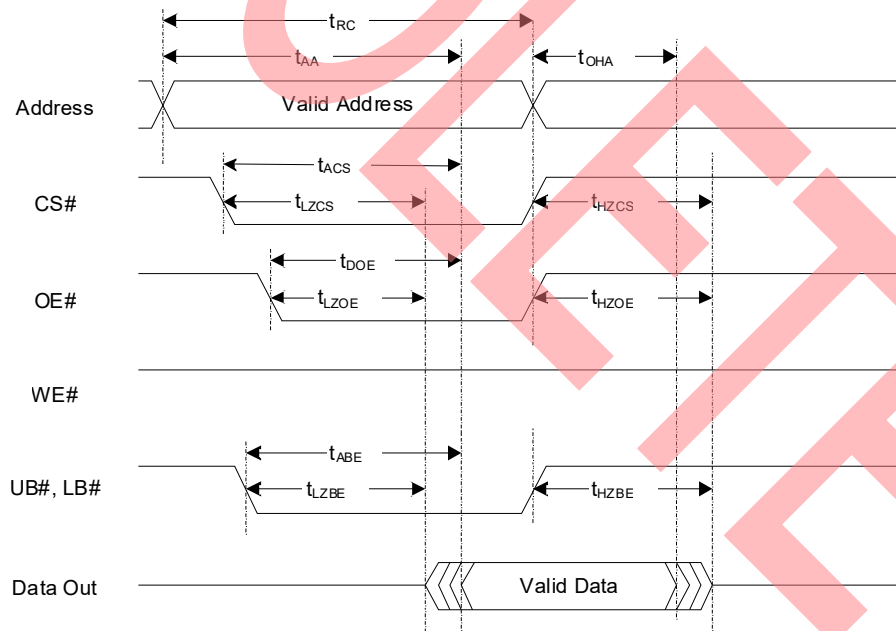 tRC
tAA
tOHA
Address
Valid Address
tACS
CS#
tLZCS
tHZCS
tDOE
OE#
tLZOE
tHZOE
WE#
tABE
UB#, LB#
tLZBE
tHZBE
Data Out
Valid Data